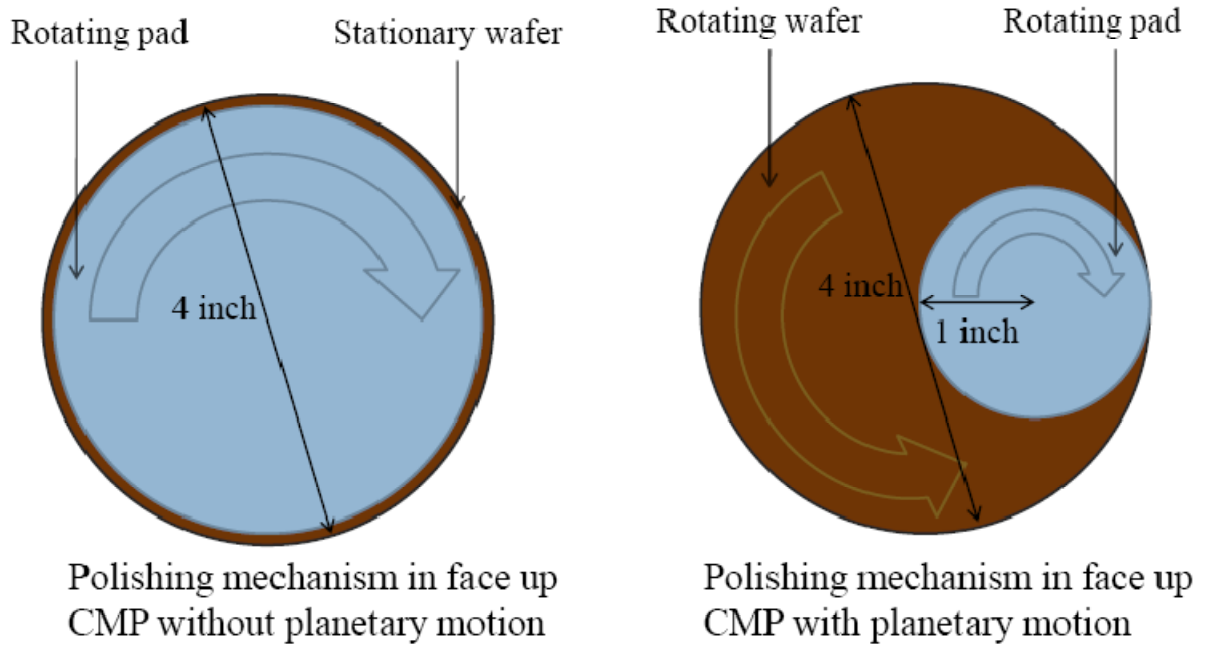 Rotating pad
Stationary wafer
4 inch
Polishing mechanism in face up
CMP without planetary motion
Rotating wafer
Rotating pad
4 inch
1 inch
Polishing mechanism in face up
CMP with planetary motion